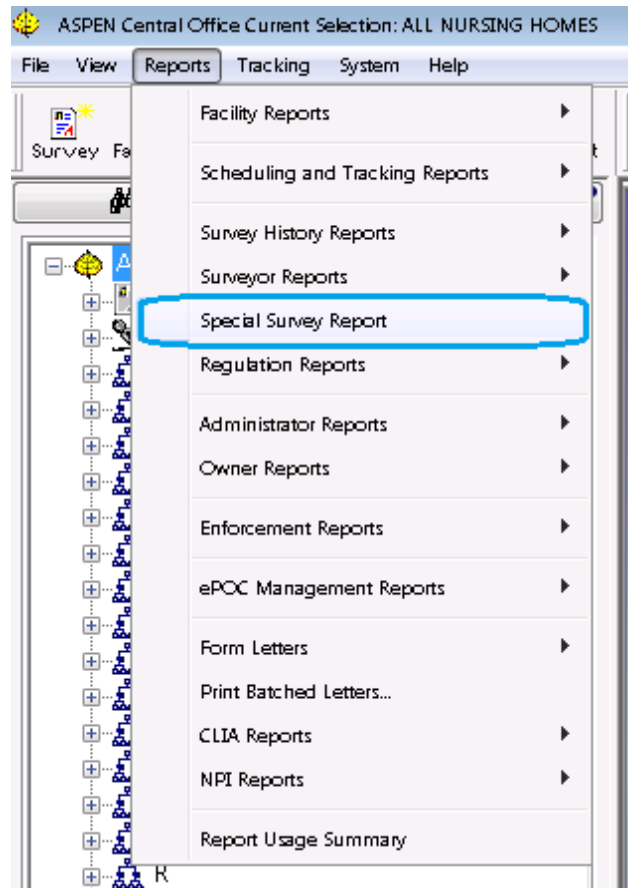 ASPEN Central Office Current Selection: ALL NURSING HOMES
File View Reports Tracking System Help
Survey Fa t
Facility Reports
Scheduling and Tracking Reports
Survey History Reports
A
Surveyor Reports
Special Survey Report
Regulation Reports
Administrator Reports
Owner Reports
Enforcement Reports
ePOC Management Reports
Form Letters
Print Batched Letters...
CLIA Reports
NPI Reports
Report Usage Summary
R